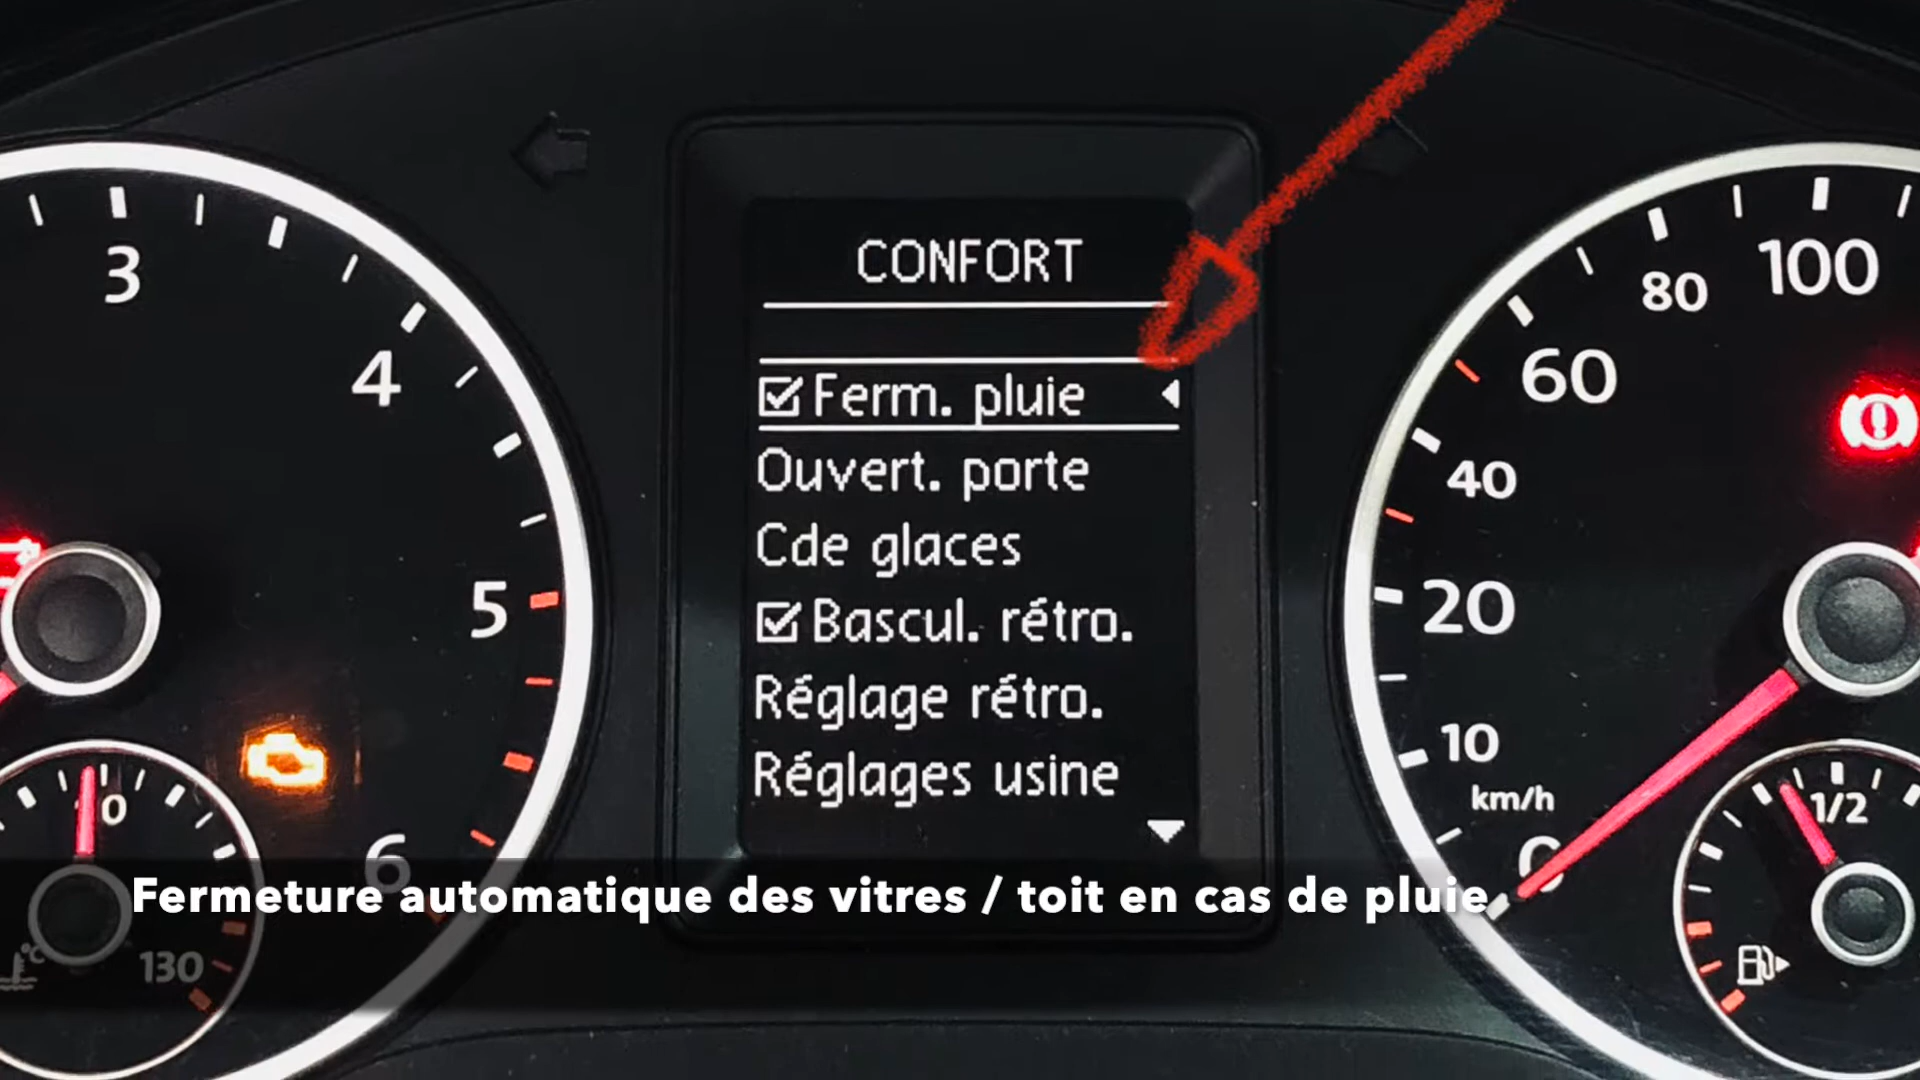 CONFORT
Ferm. pluie
Ouvert. porte
Cde glaces
Bascul. rétro.
Réglage rétro.
Réglages usine
3
4
5
6
0
130
°C
100
80
60
40
20
10
km/h
0
1/2
Fermeture automatique des vitres / toit en cas de pluie